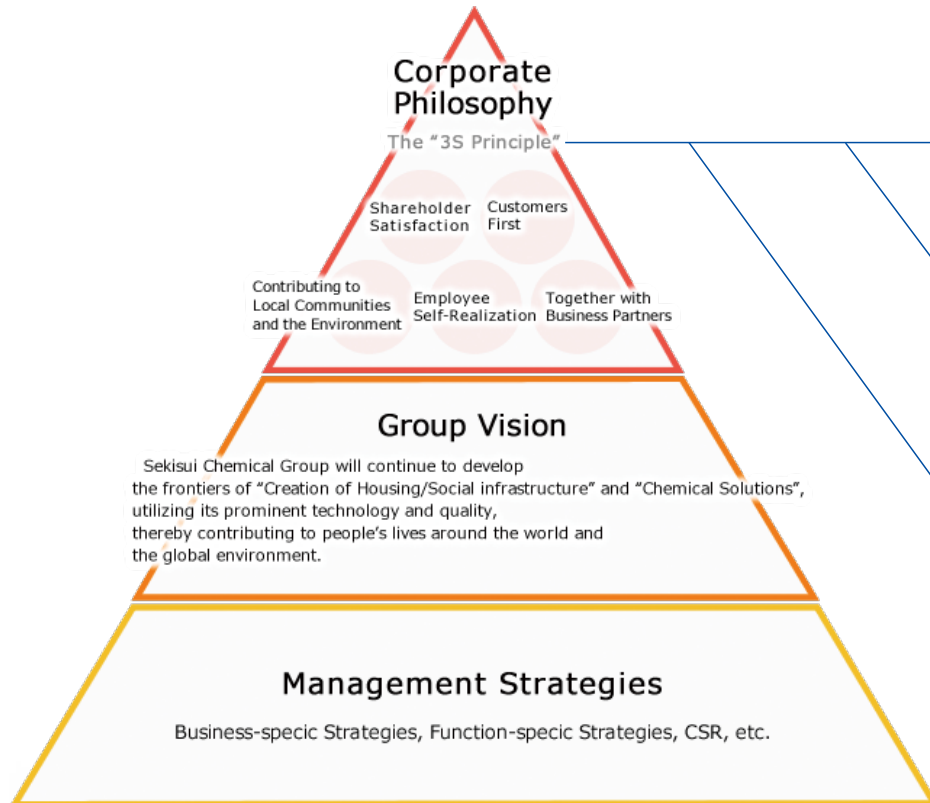 Corporate
Philosophy
The “3S Principle”
Shareholder
Satisfaction
Customers
First
Contributing to
Local Communities
and the Environment
Employee
Self-Realization
Together with
Business Partners
Group Vision
Sekisui Chemical Group will continue to develop
the frontiers of “Creation of Housing/Social infrastructure” and “Chemical Solutions”,
utilizing its prominent technology and quality,
thereby contributing to people’s lives around the world and
the global environment.
Management Strategies
Business-specic Strategies, Function-specic Strategies, CSR, etc.